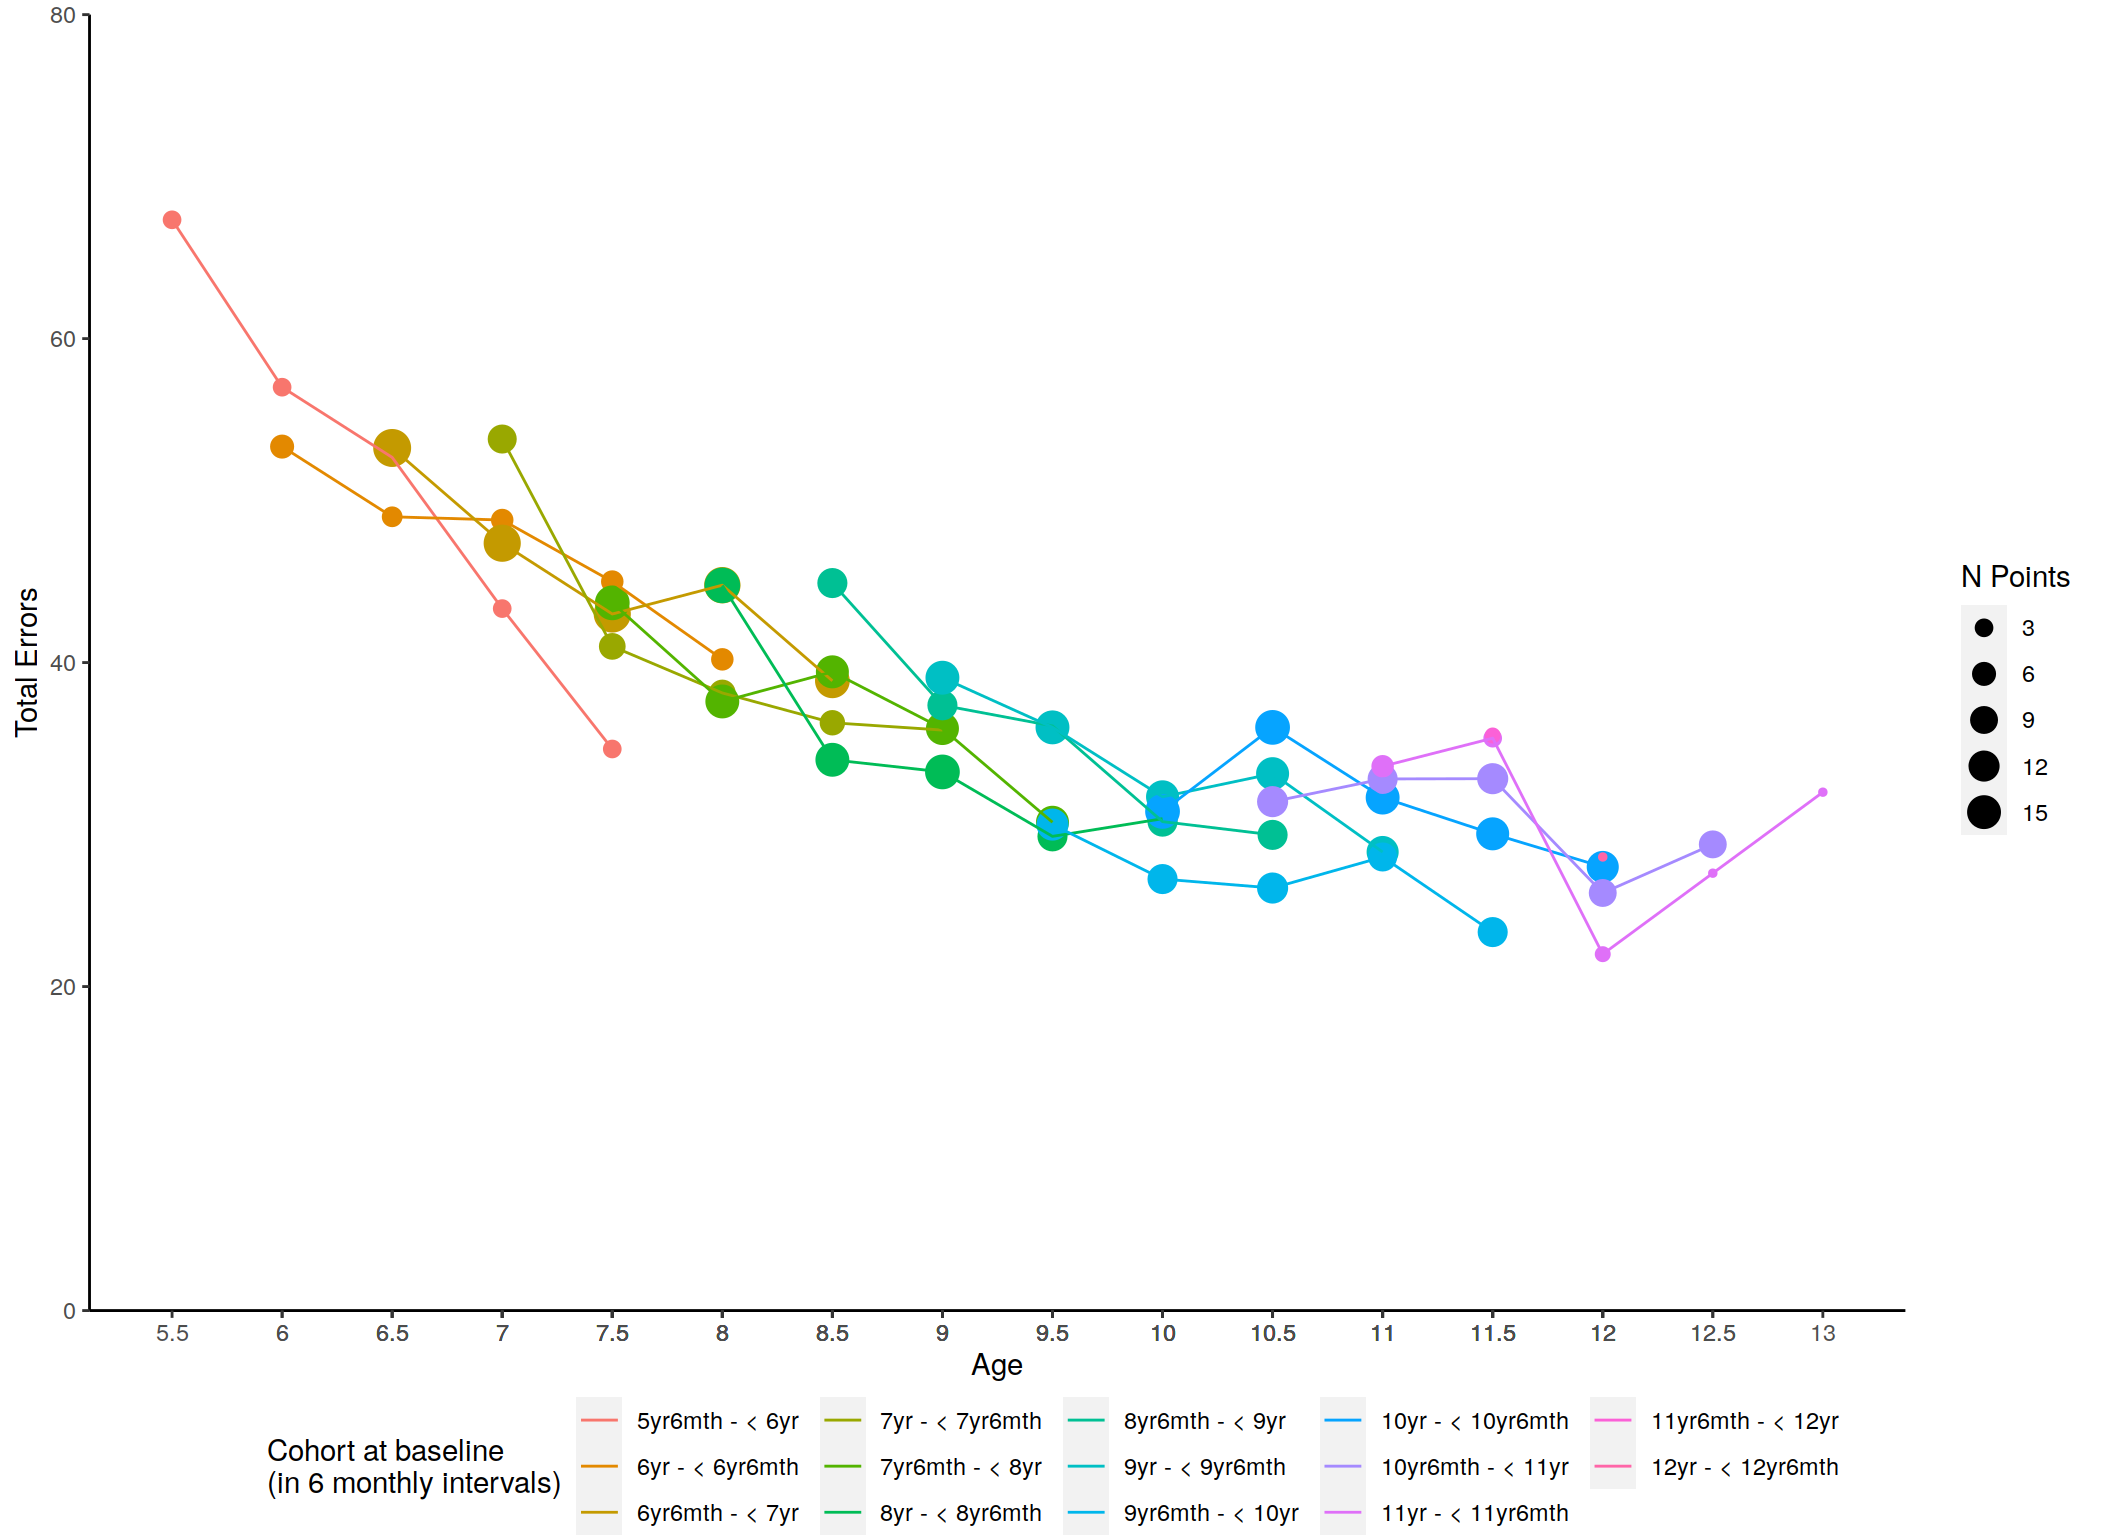 80
60
40
20
0
Total Errors
5.5 6 6.5 7 7.5 8 8.5 9 9.5 10 10.5 11 11.5 12 12.5 13
Age
N Points
3
6
9
12
15
Cohort at baseline
(in 6 monthly intervals)
5yr6mth - < 6yr
6yr - < 6yr6mth
6yr6mth - < 7yr
7yr - < 7yr6mth
7yr6mth - < 8yr
8yr - < 8yr6mth
8yr6mth - < 9yr
9yr - < 9yr6mth
9yr6mth - < 10yr
10yr - < 10yr6mth
10yr6mth - < 11yr
11yr - < 11yr6mth
11yr6mth - < 12yr
12yr - < 12yr6mth